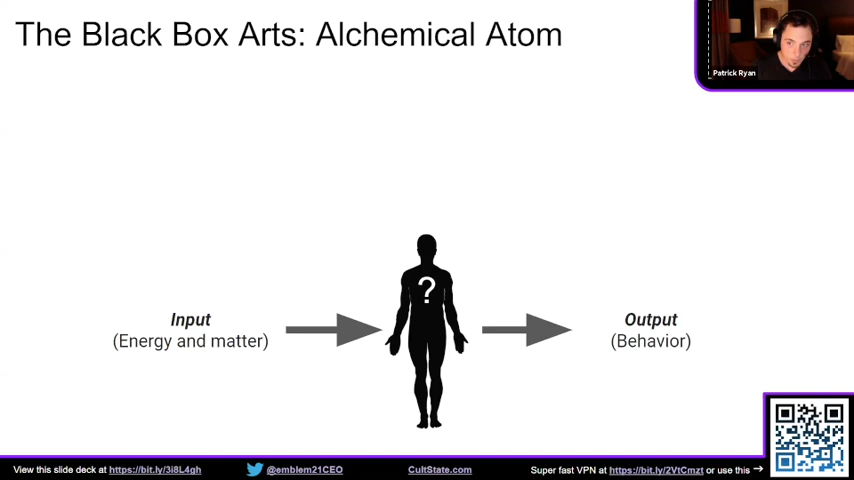 The Black Box Arts: Alchemical Atom
Patrick Ryan
?
Input
(Energy and matter)
Output
(Behavior)
View this slide deck at https://bit.ly/3i8L4gh
@emblem21CEO
CultState.com
Super fast VPN at https://bit.ly/2VtCmzt or use this →